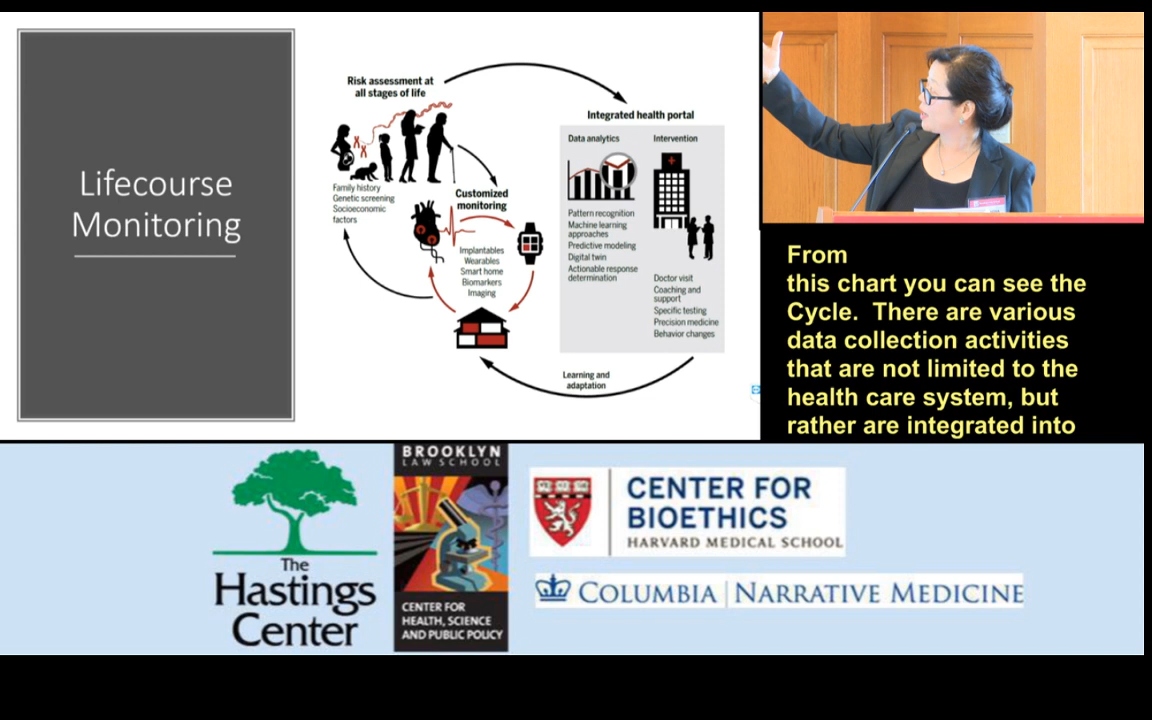 Lifecourse
Monitoring
Risk assessment at
all stages of life
Family history
Genetic screening
Socioeconomic
factors
Customized
monitoring
Implantables
Wearables
Smart home
Biomarkers
Imaging
Integrated health portal
Data analytics
Pattern recognition
Machine learning
approaches
Predictive modeling
Digital twin
Actionable response
determination
Intervention
Doctor visit
Coaching and
support
Specific testing
Precision medicine
Behavior changes
Learning and
adaptation
From
this chart you can see the
Cycle.  There are various
data collection activities
that are not limited to the
health care system, but
rather are integrated into
The
Hastings
Center
BROOKLYN
LAW SCHOOL
CENTER FOR
HEALTH, SCIENCE
AND PUBLIC POLICY
CENTER FOR
BIOETHICS
HARVARD MEDICAL SCHOOL
COLUMBIA | NARRATIVE MEDICINE